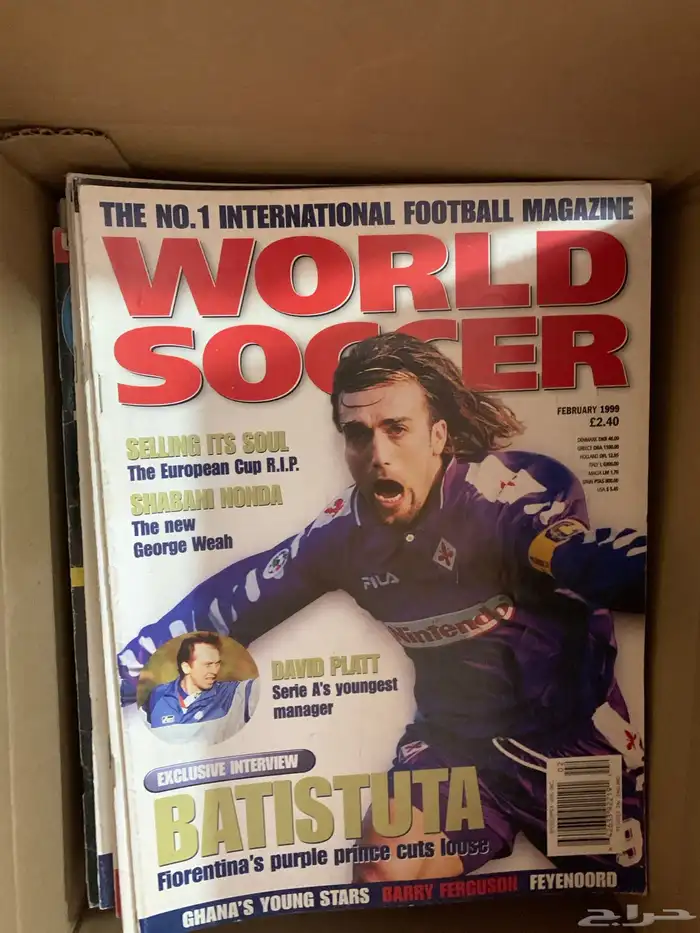 THE NO.1 INTERNATIONAL FOOTBALL MAGAZINE
WORLD
SOCCER
FEBRUARY 1999
£2.40
SELLING ITS SOUL
The European Cup R.I.P.
SHABANI NONDA
The new
George Weah
FILA
Nintendo
DAVID PLATT
Serie A's youngest
manager
EXCLUSIVE INTERVIEW
BATISTUTA
Fiorentina's purple prince cuts loose
GHANA'S YOUNG STARS BARRY FERGUSON FEYENOORD
حراج